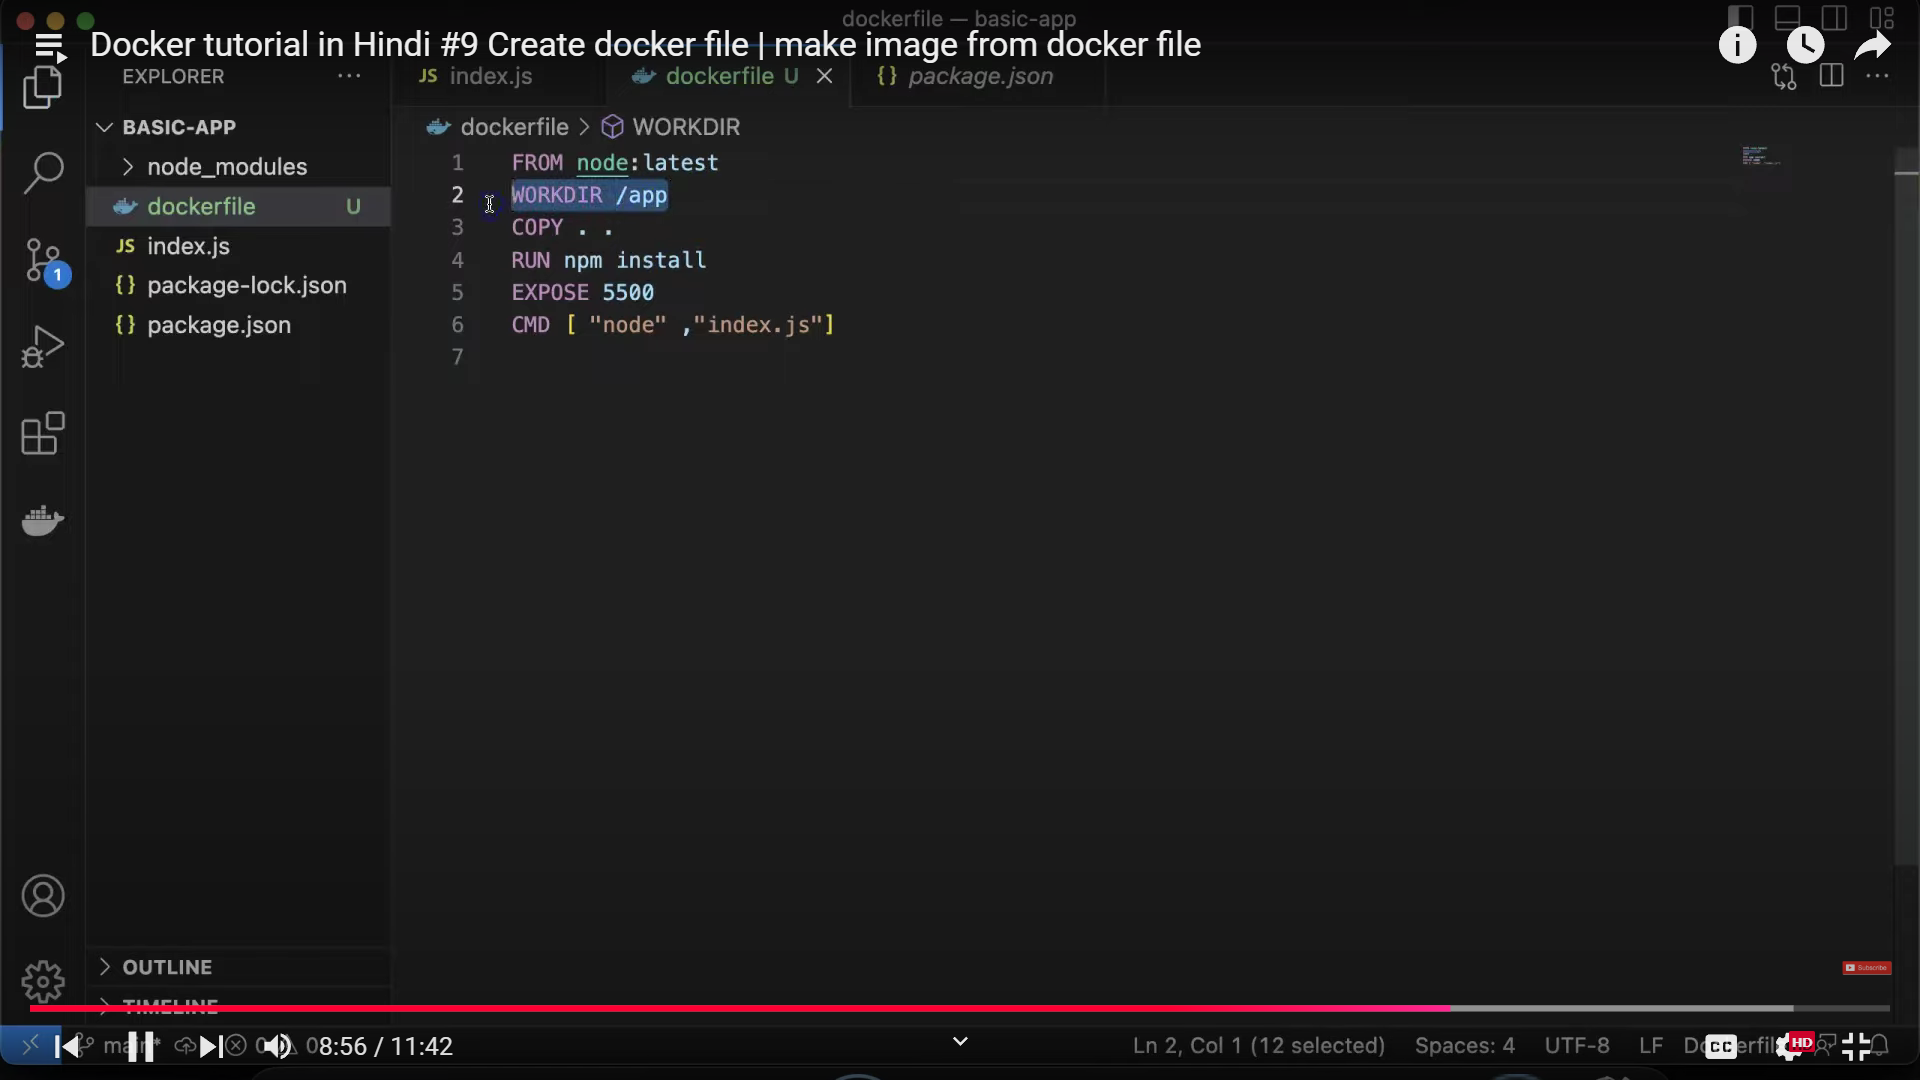 dockerfile — basic-app
Docker tutorial in Hindi #9 Create docker file | make image from docker file
EXPLORER
JS index.js
dockerfile U
{} package.json
BASIC-APP
dockerfile > WORKDIR
node_modules
dockerfile U
JS index.js
{} package-lock.json
{} package.json
1 FROM node:latest
2 WORKDIR /app
3 COPY . .
4 RUN npm install
5 EXPOSE 5500
6 CMD [ "node" ,"index.js"]
7
1
OUTLINE
TIMELINE
Subscribe
main*
8:56 / 11:42
Ln 2, Col 1 (12 selected)
Spaces: 4
UTF-8
LF
CC
HD